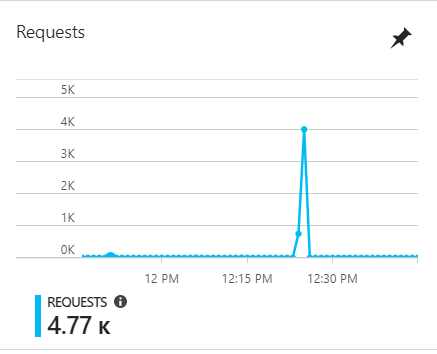 Requests
5K
4K
3K
2K
1K
0K
12 PM 12:15 PM 12:30 PM
REQUESTS
4.77 K